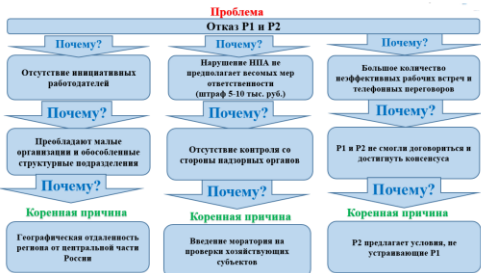 Проблема
Отказ Р1 и Р2
Почему?
Почему?
Почему?
Отсутствие инициативных
работодателей
Нарушение НПА не
предполагает весомых мер
ответственности
(штраф 5-10 тыс. руб.)
Большое количество
неэффективных рабочих встреч и
телефонных переговоров
Почему?
Почему?
Почему?
Преобладают малые
организации и обособленные
структурные подразделения
Отсутствие контроля со
стороны надзорных органов
Р1 и Р2 не смогли договориться и
достигнуть консенсуса
Почему?
Почему?
Почему?
Коренная причина
Коренная причина
Коренная причина
Географическая отдаленность
региона от центральной части
России
Введение моратория на
проверки хозяйствующих
субъектов
Р2 предлагает условия, не
устраивающие Р1